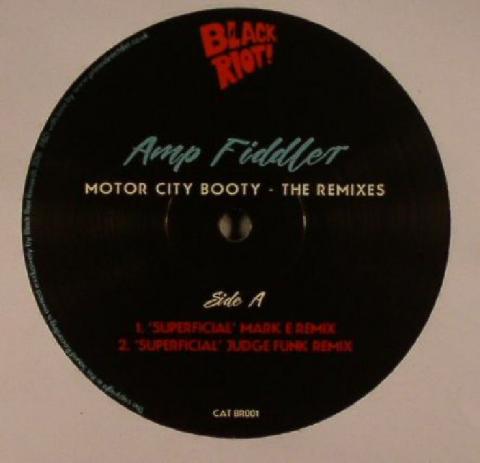 BLACK
RIOT!
Amp Fiddler
MOTOR CITY BOOTY - THE REMIXES
Side A
1. 'SUPERFICIAL' MARK E REMIX
2. 'SUPERFICIAL' JUDGE FUNK REMIX
CAT BR001